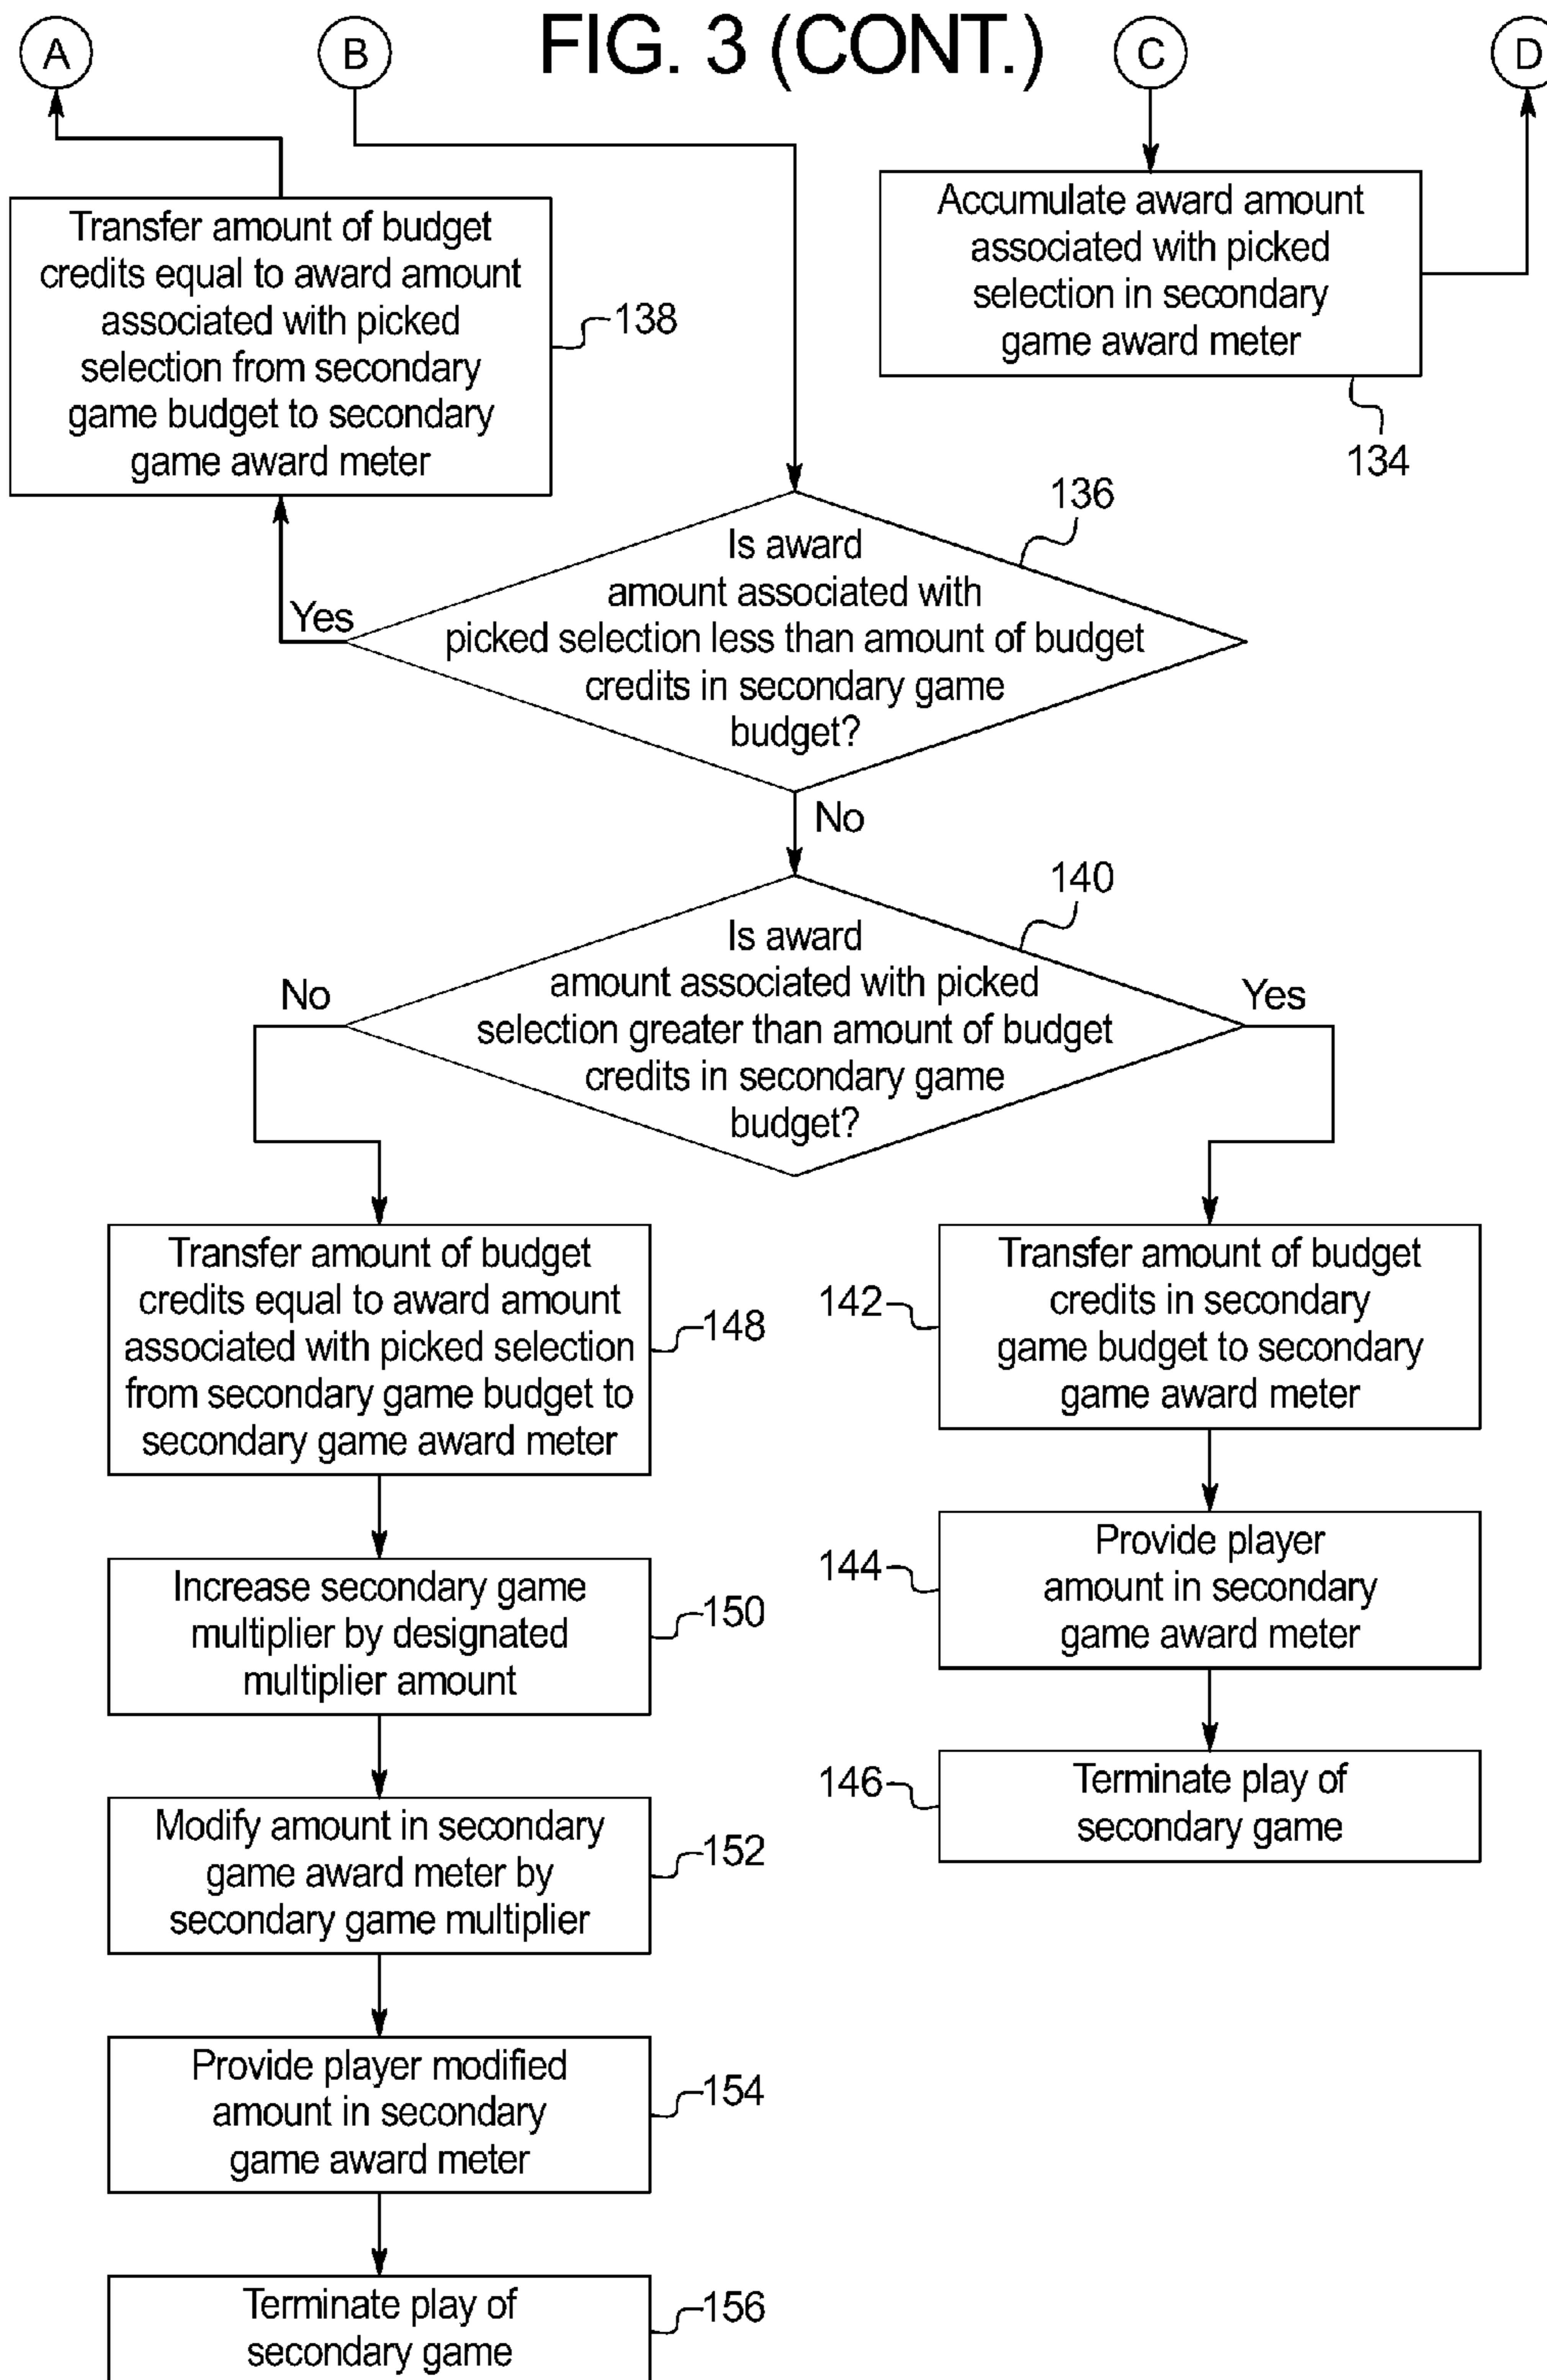 FIG. 3 (CONT.)
A
B
C
D
Transfer amount of budget
credits equal to award amount
associated with picked
selection from secondary
game budget to secondary
game award meter
138
Accumulate award amount
associated with picked
selection in secondary
game award meter
134
136
Is award
amount associated with
picked selection less than amount of budget
credits in secondary game
budget?
Yes
No
140
Is award
amount associated with picked
selection greater than amount of budget
credits in secondary game
budget?
No
Yes
Transfer amount of budget
credits equal to award amount
associated with picked selection
from secondary game budget to
secondary game award meter
148
142
Transfer amount of budget
credits in secondary
game budget to secondary
game award meter
Increase secondary game
multiplier by designated
multiplier amount
150
144
Provide player
amount in secondary
game award meter
Modify amount in secondary
game award meter by
secondary game multiplier
152
146
Terminate play of
secondary game
Provide player modified
amount in secondary
game award meter
154
Terminate play of
secondary game
156